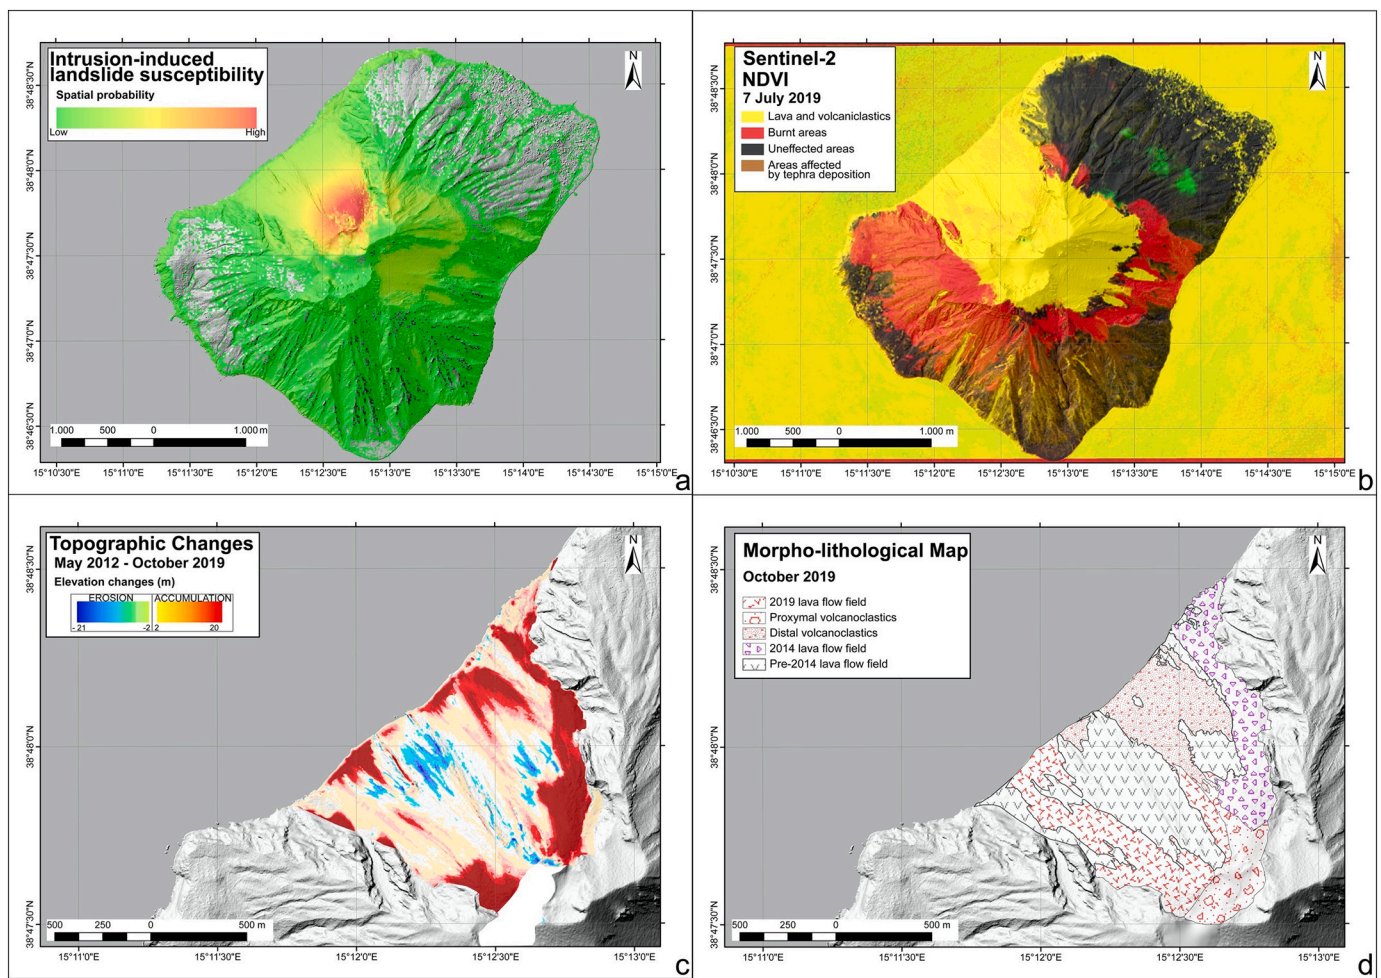 Intrusion-induced
landslide susceptibility
Spatial probability
Low High
N
38°48'30"N
38°48'0"N
38°47'30"N
38°47'0"N
38°46'30"N
1.000 500 0 1.000 m
15°10'30"E 15°11'0"E 15°11'30"E 15°12'0"E 15°12'30"E 15°13'0"E 15°13'30"E 15°14'0"E 15°14'30"E 15°15'0"E
a
Sentinel-2
NDVI
7 July 2019
Lava and volcaniclastics
Burnt areas
Uneffected areas
Areas affected
by tephra deposition
N
38°48'30"N
38°48'0"N
38°47'30"N
38°47'0"N
38°46'30"N
1.000 500 0 1.000 m
15°10'30"E 15°11'0"E 15°11'30"E 15°12'0"E 15°12'30"E 15°13'0"E 15°13'30"E 15°14'0"E 15°14'30"E 15°15'0"E
b
Topographic Changes
May 2012 - October 2019
Elevation changes (m)
EROSION ACCUMULATION
- 21 -2 2 20
N
38°48'30"N
38°48'0"N
38°47'30"N
500 250 0 500 m
15°11'0"E 15°11'30"E 15°12'0"E 15°12'30"E 15°13'0"E
c
Morpho-lithological Map
October 2019
2019 lava flow field
Proxymal volcanoclastics
Distal volcanoclastics
2014 lava flow field
Pre-2014 lava flow field
N
38°48'30"N
38°48'0"N
38°47'30"N
500 250 0 500 m
15°11'0"E 15°11'30"E 15°12'0"E 15°12'30"E 15°13'0"E
d